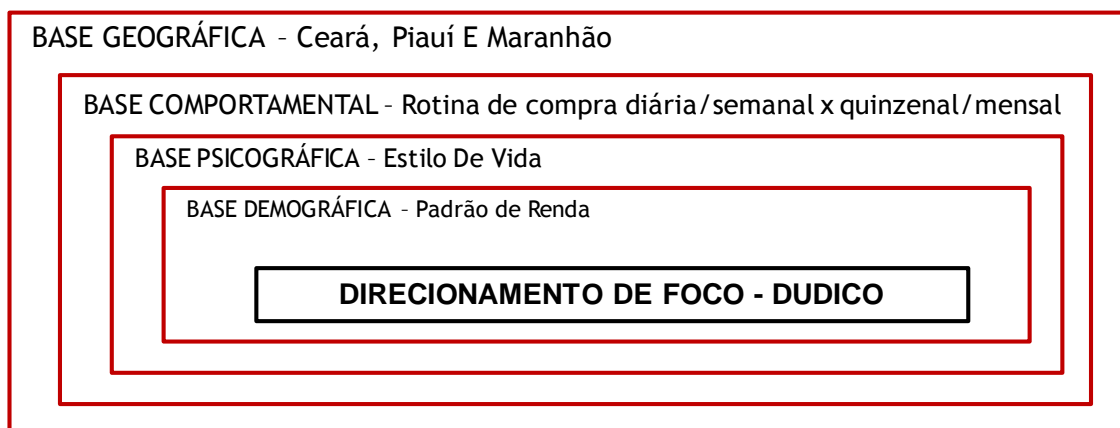 BASE GEOGRÁFICA – Ceará, Piauí E Maranhão
BASE COMPORTAMENTAL – Rotina de compra diária/semanal x quinzenal/mensal
BASE PSICOGRÁFICA – Estilo De Vida
BASE DEMOGRÁFICA – Padrão de Renda
DIRECIONAMENTO DE FOCO - DUDICO